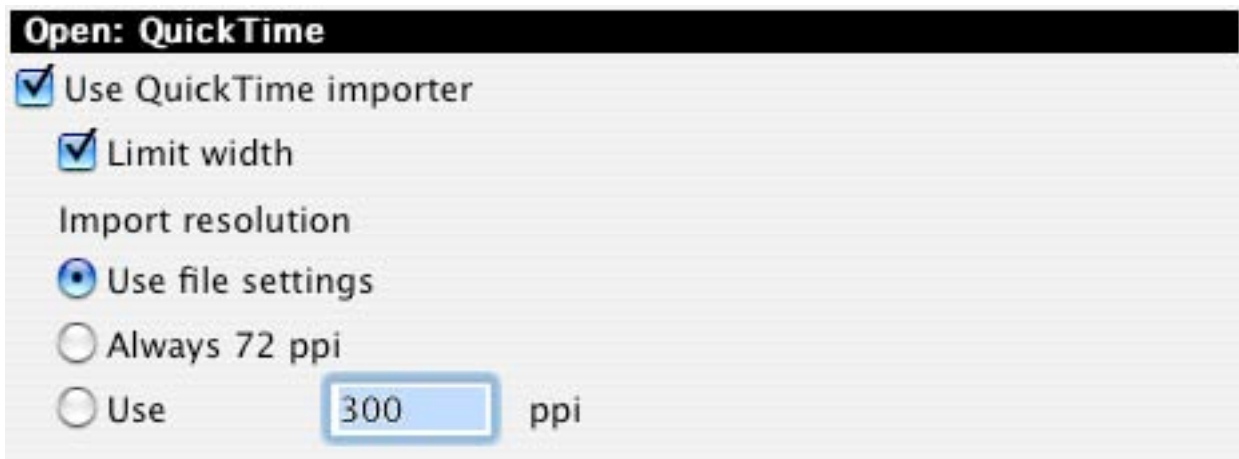 Open: QuickTime
Use QuickTime importer
Limit width
Import resolution
Use file settings
Always 72 ppi
Use 300 ppi